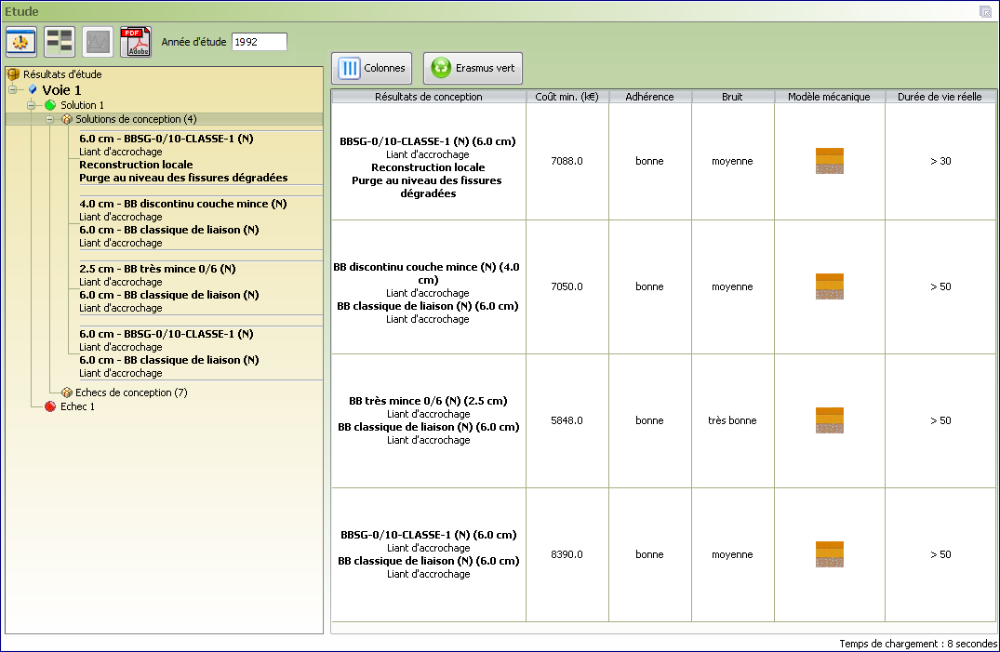 Etude
PDF
Adobe
Année d'étude 1992
Résultats d'étude
Voie 1
Solution 1
Solutions de conception (4)
6.0 cm - BBSG-0/10-CLASSE-1 (N)
Liant d'accrochage
Reconstruction locale
Purge au niveau des fissures dégradées
4.0 cm - BB discontinu couche mince (N)
Liant d'accrochage
6.0 cm - BB classique de liaison (N)
Liant d'accrochage
2.5 cm - BB très mince 0/6 (N)
Liant d'accrochage
6.0 cm - BB classique de liaison (N)
Liant d'accrochage
6.0 cm - BBSG-0/10-CLASSE-1 (N)
Liant d'accrochage
6.0 cm - BB classique de liaison (N)
Liant d'accrochage
Echecs de conception (7)
Echec 1
Colonnes
Erasmus vert
Résultats de conception Coût min. (k€) Adhérence Bruit Modèle mécanique Durée de vie réelle
BBSG-0/10-CLASSE-1 (N) (6.0 cm)
Liant d'accrochage
Reconstruction locale
Purge au niveau des fissures
dégradées
7088.0 bonne moyenne > 30
BB discontinu couche mince (N) (4.0
cm)
Liant d'accrochage
BB classique de liaison (N) (6.0 cm)
Liant d'accrochage
7050.0 bonne moyenne > 50
BB très mince 0/6 (N) (2.5 cm)
Liant d'accrochage
BB classique de liaison (N) (6.0 cm)
Liant d'accrochage
5848.0 bonne très bonne > 50
BBSG-0/10-CLASSE-1 (N) (6.0 cm)
Liant d'accrochage
BB classique de liaison (N) (6.0 cm)
Liant d'accrochage
8390.0 bonne moyenne > 50
Temps de chargement : 8 secondes